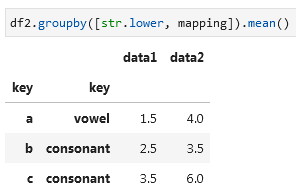 df2.groupby([str.lower, mapping]).mean()
data1 data2
key key
a vowel 1.5 4.0
b consonant 2.5 3.5
c consonant 3.5 6.0